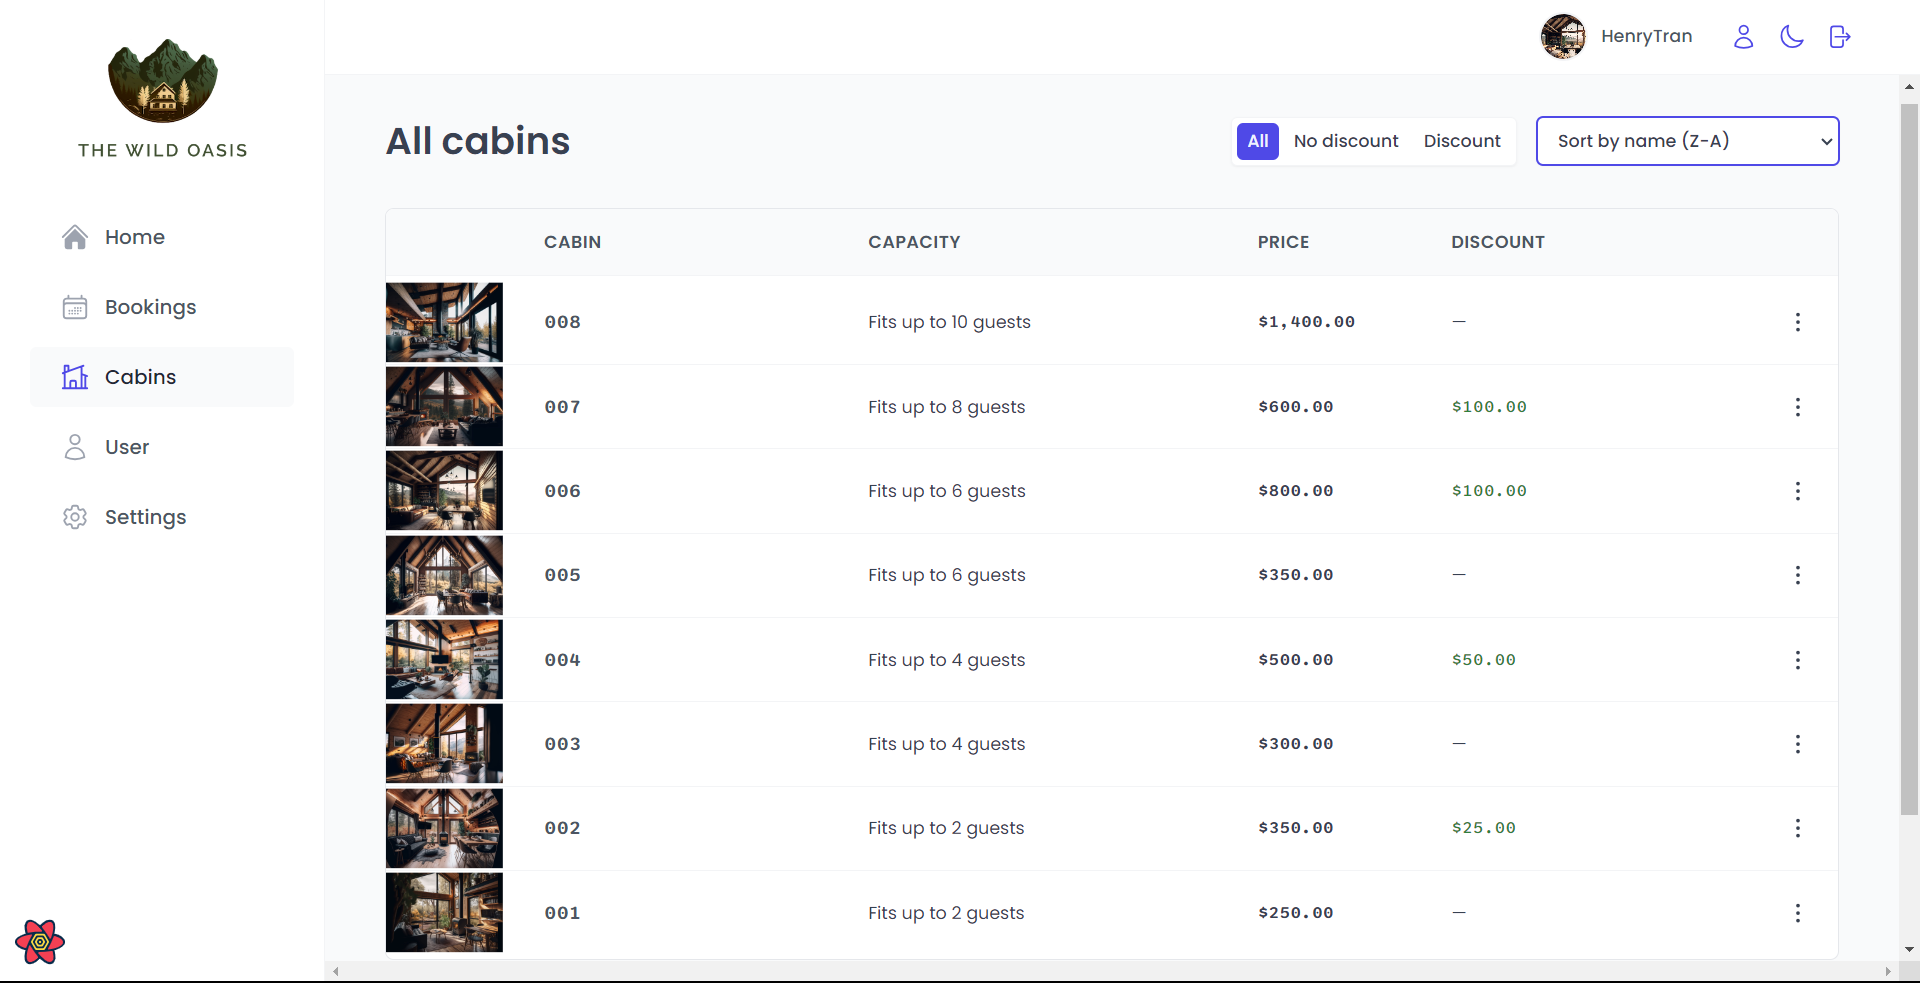 THE WILD OASIS
Home
Bookings
Cabins
User
Settings
HenryTran
All cabins
All No discount Discount Sort by name (Z-A)
CABIN CAPACITY PRICE DISCOUNT
008 Fits up to 10 guests $1,400.00 —
007 Fits up to 8 guests $600.00 $100.00
006 Fits up to 6 guests $800.00 $100.00
005 Fits up to 6 guests $350.00 —
004 Fits up to 4 guests $500.00 $50.00
003 Fits up to 4 guests $300.00 —
002 Fits up to 2 guests $350.00 $25.00
001 Fits up to 2 guests $250.00 —